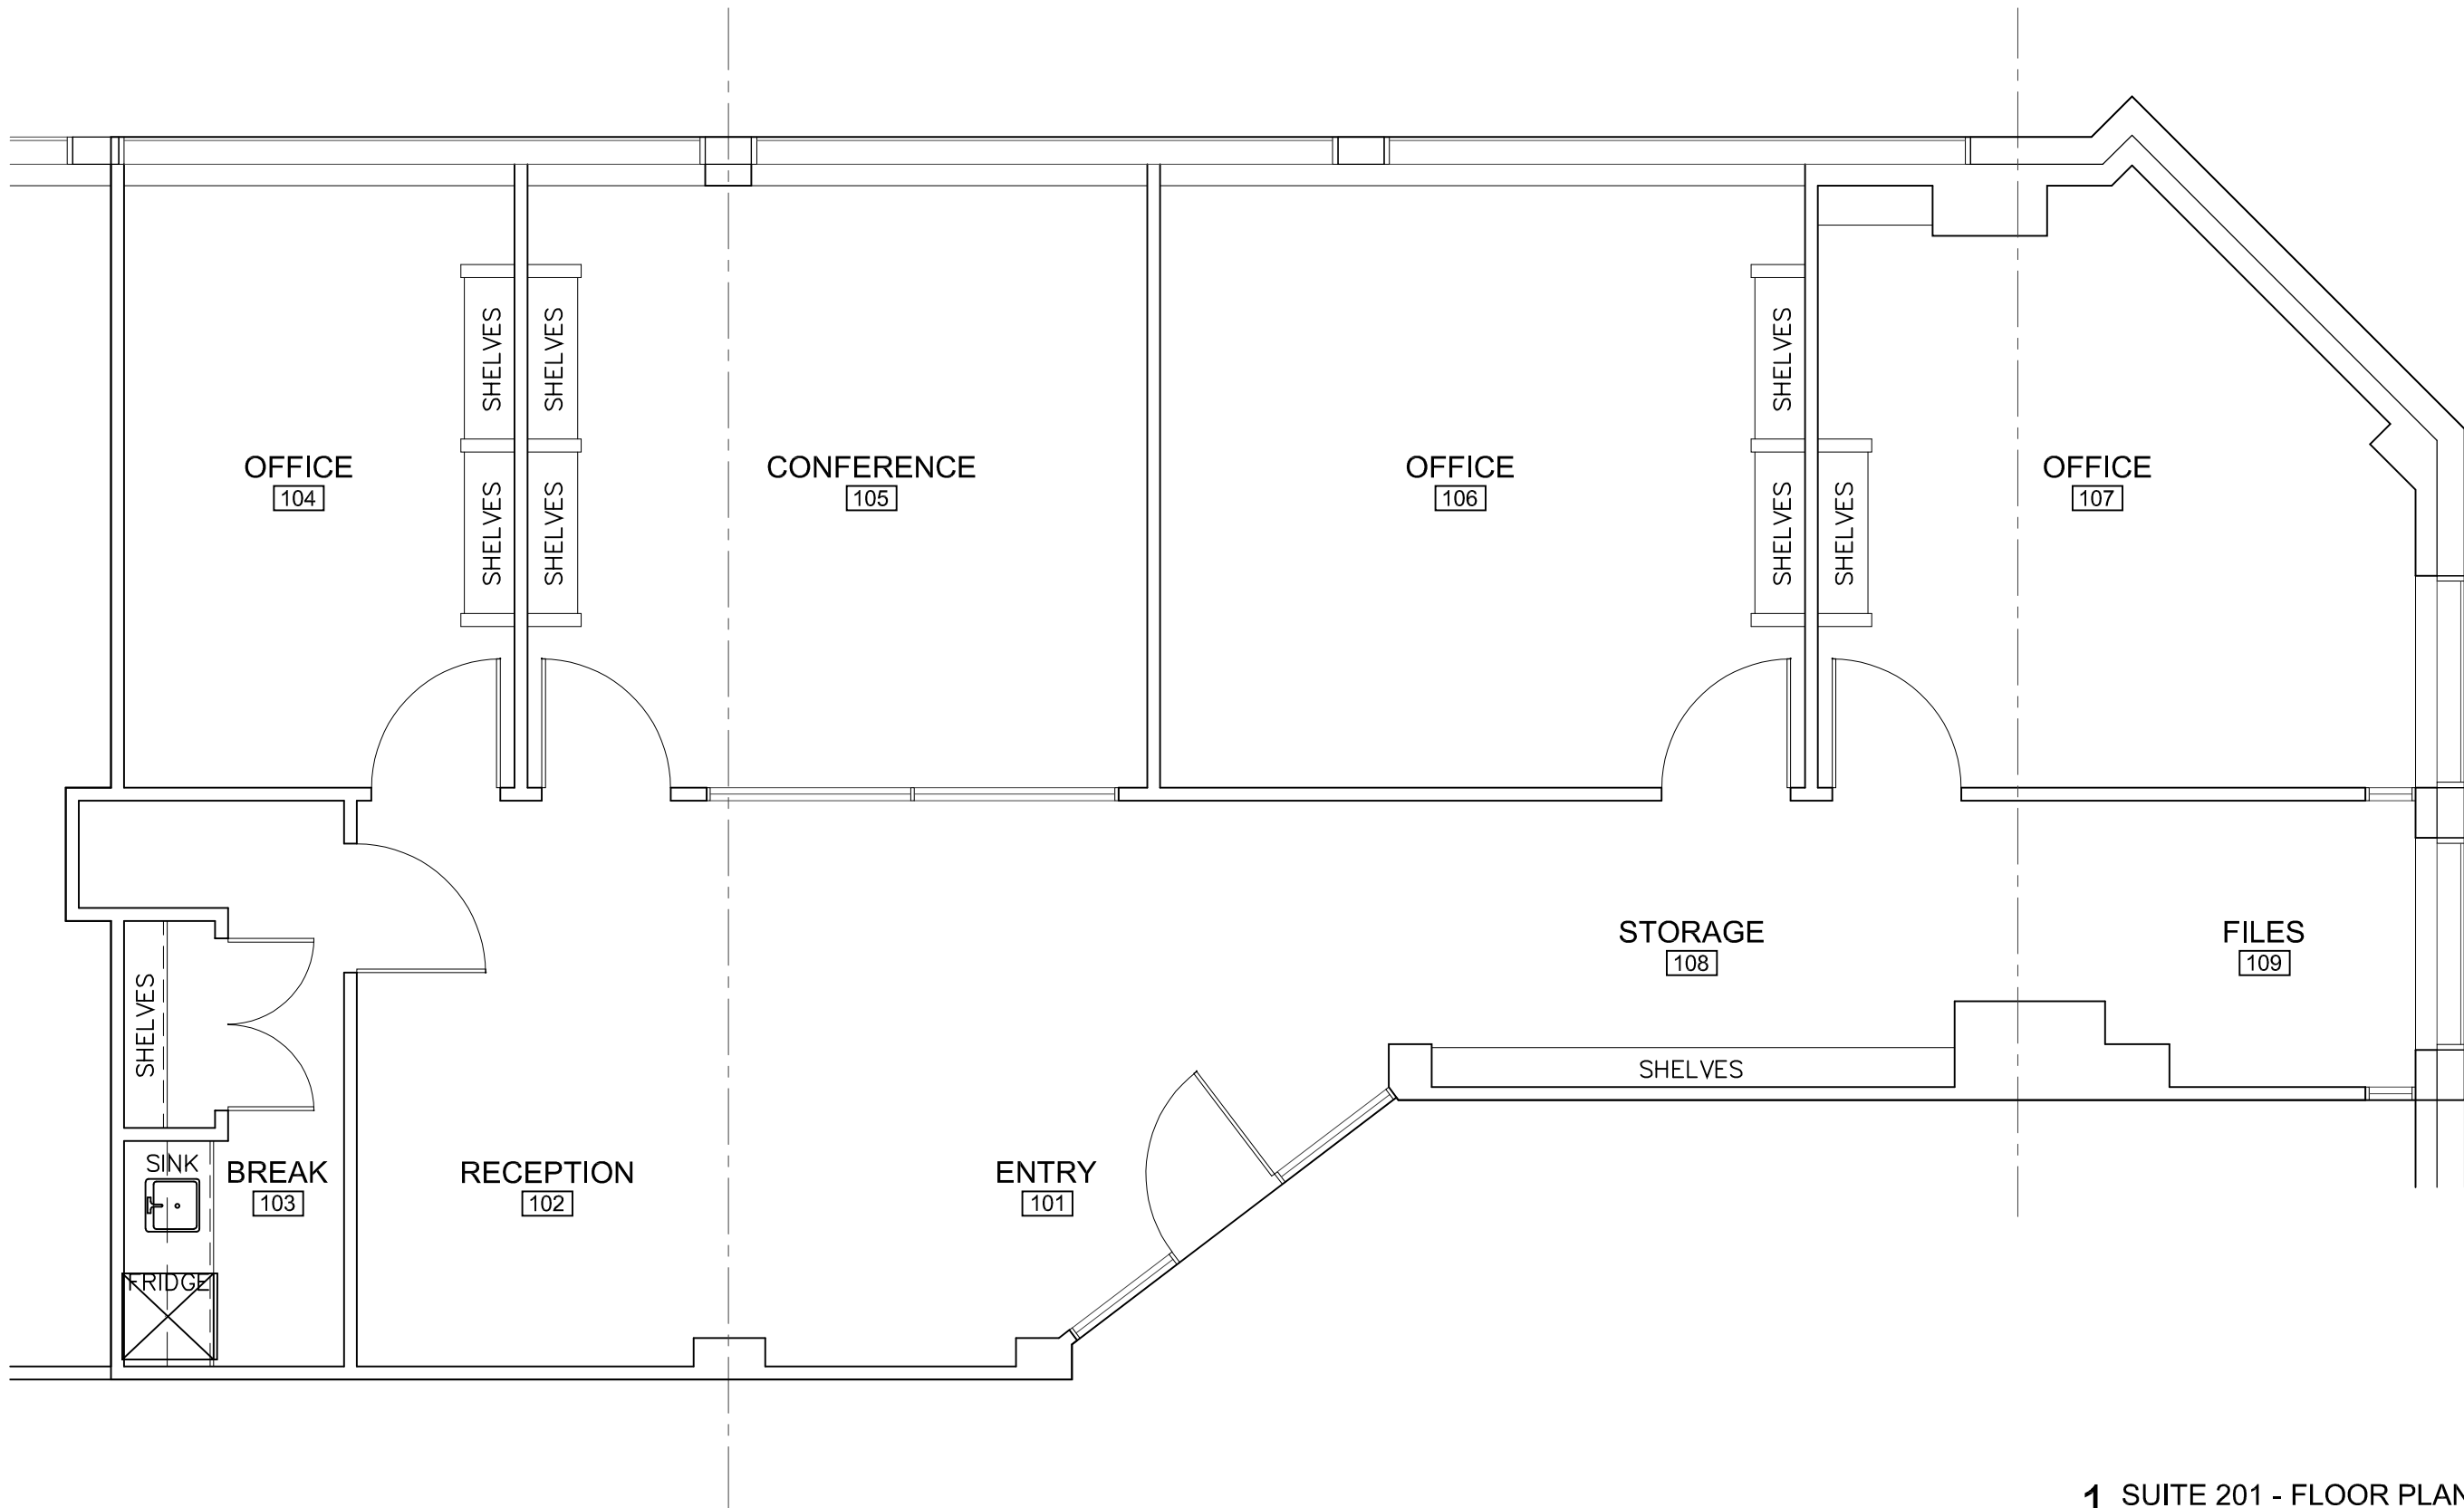 SHELVES
SHELVES
SHELVES
OFFICE
104
CONFERENCE
105
OFFICE
106
OFFICE
107
SHELVES
SHELVES
SHELVES
SHELVES
STORAGE
108
FILES
109
SHELVES
SHELVES
SINK
BREAK
103
RECEPTION
102
ENTRY
101
FRIDGE
1 SUITE 201 - FLOOR PLAN